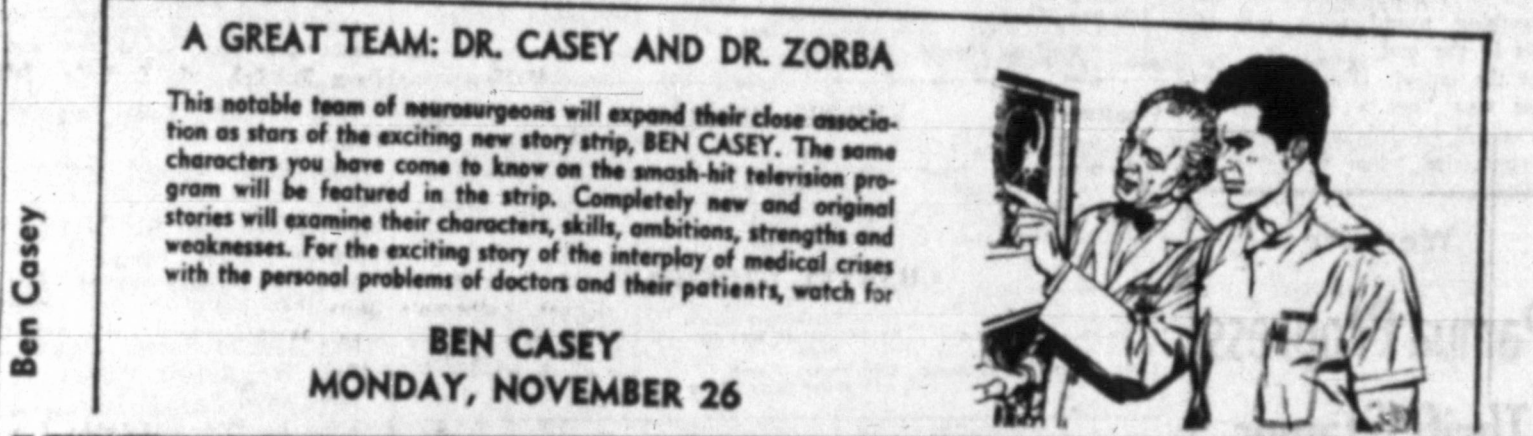 Ben Casey
A GREAT TEAM: DR. CASEY AND DR. ZORBA
This notable team of neurosurgeons will expand their close associa-
tion as stars of the exciting new story strip, BEN CASEY. The same
characters you have come to know on the smash-hit television pro-
gram will be featured in the strip. Completely new and original
stories will examine their characters, skills, ambitions, strengths and
weaknesses. For the exciting story of the interplay of medical crises
with the personal problems of doctors and their patients, watch for
BEN CASEY
MONDAY, NOVEMBER 26